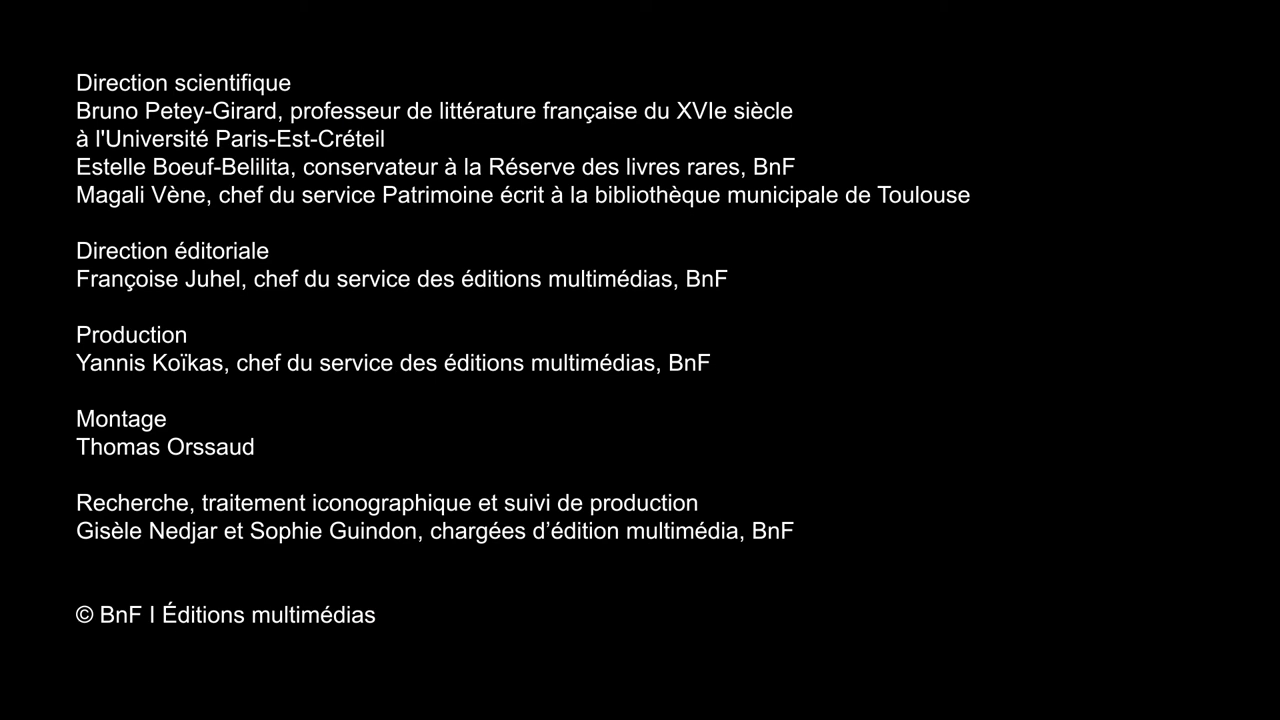 Direction scientifique
Bruno Petey-Girard, professeur de littérature française du XVIe siècle
à l'Université Paris-Est-Créteil
Estelle Boeuf-Belilita, conservateur à la Réserve des livres rares, BnF
Magali Vène, chef du service Patrimoine écrit à la bibliothèque municipale de Toulouse
Direction éditoriale
Françoise Juhel, chef du service des éditions multimédias, BnF
Production
Yannis Koïkas, chef du service des éditions multimédias, BnF
Montage
Thomas Orssaud
Recherche, traitement iconographique et suivi de production
Gisèle Nedjar et Sophie Guindon, chargées d’édition multimédia, BnF
© BnF I Éditions multimédias